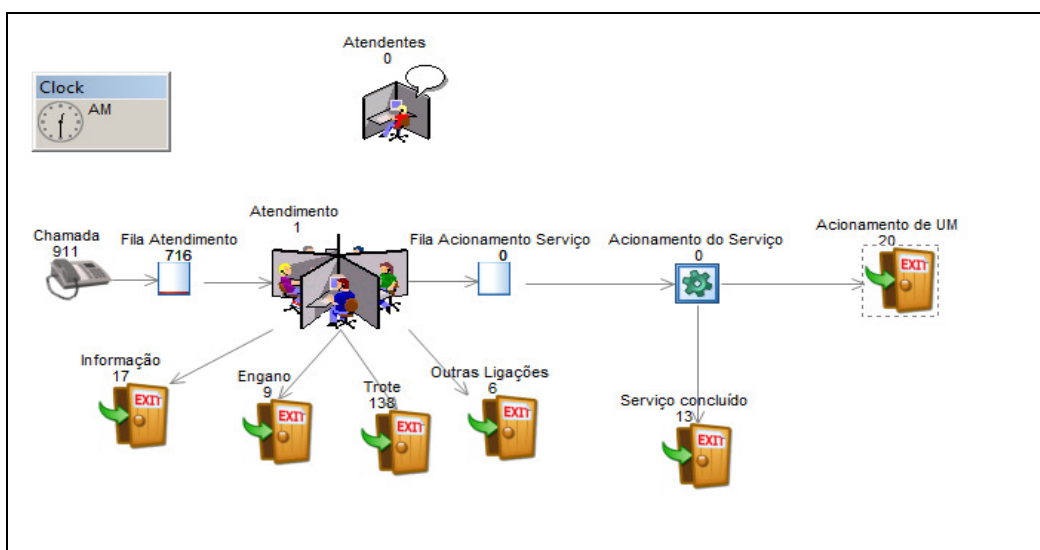 Atendentes
0
Clock
AM
Chamada
911
Fila Atendimento
716
Atendimento
1
Fila Acionamento Serviço
0
Acionamento do Serviço
0
Acionamento de UM
20
EXIT
Informação
17
EXIT
Engano
9
EXIT
Trote
138
EXIT
Outras Ligações
6
EXIT
Serviço concluído
13
EXIT